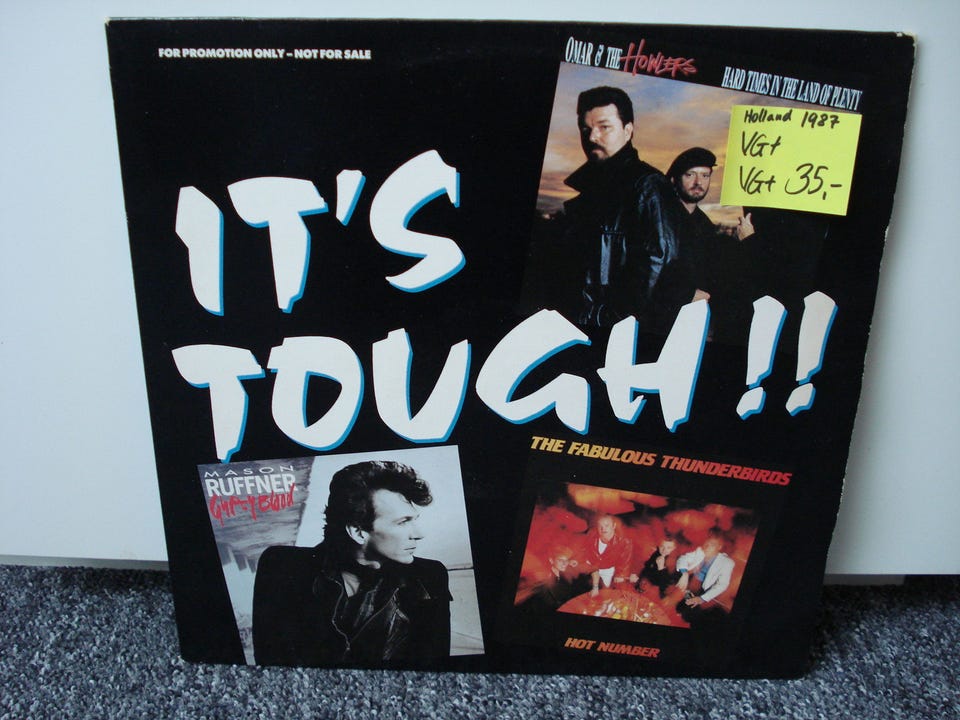 FOR PROMOTION ONLY – NOT FOR SALE
OMAR & THE HOWLERS
HARD TIMES IN THE LAND OF PLENTY
Holland 1987
VG+
VG+ 35,-
IT'S
TOUGH!!
MASON
RUFFNER
Gypsy Blood
THE FABULOUS THUNDERBIRDS
HOT NUMBER